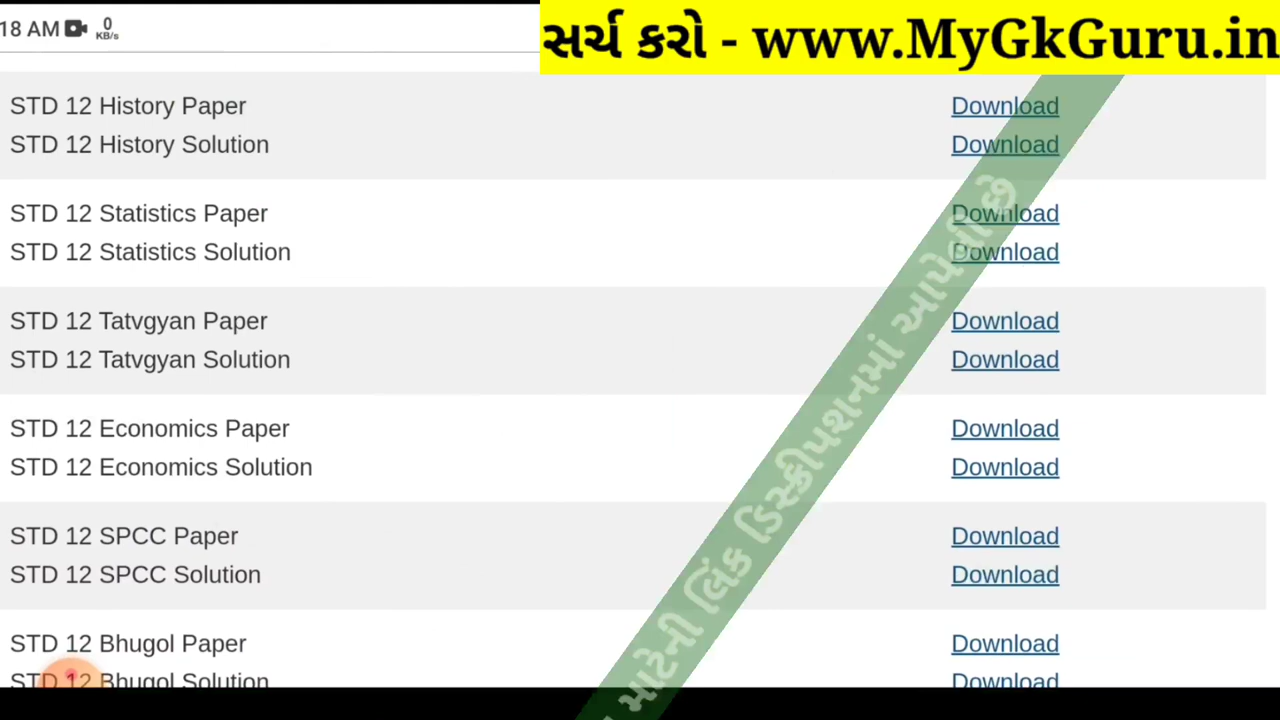 18 AM 0 KB/s
સર્ચ કરો - www.MyGkGuru.in
STD 12 History Paper Download
STD 12 History Solution Download
STD 12 Statistics Paper Download
STD 12 Statistics Solution Download
STD 12 Tatvgyan Paper Download
STD 12 Tatvgyan Solution Download
STD 12 Economics Paper Download
STD 12 Economics Solution Download
STD 12 SPCC Paper Download
STD 12 SPCC Solution Download
STD 12 Bhugol Paper Download
STD 12 Bhugol Solution Download
માટેની લિંક ડિસ્ક્રીપશનમાં આપેલી છે